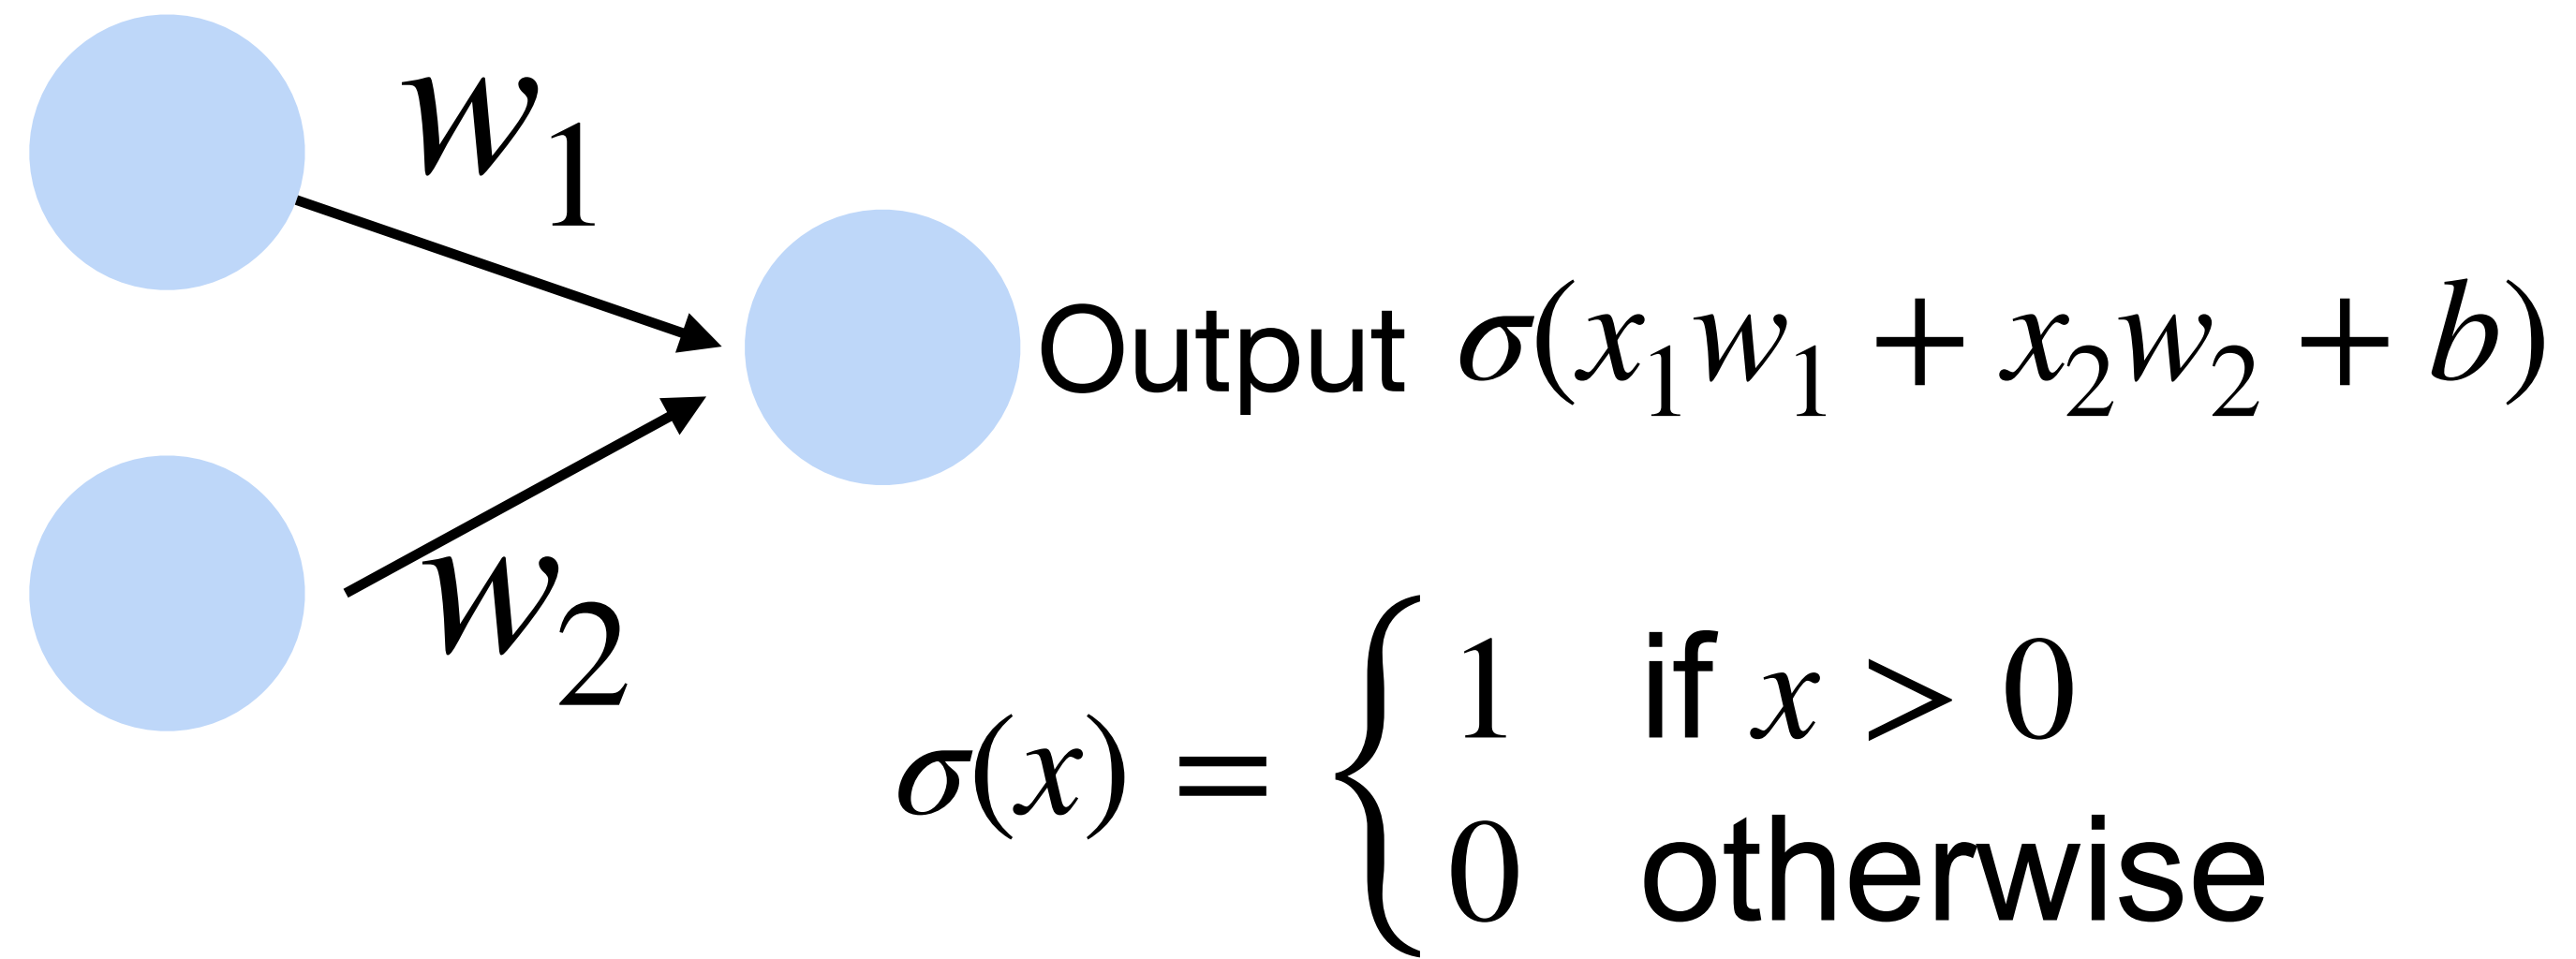 w₁
Output σ(x₁w₁ + x₂w₂ + b)
w₂
σ(x) = { 1 if x > 0
0 otherwise